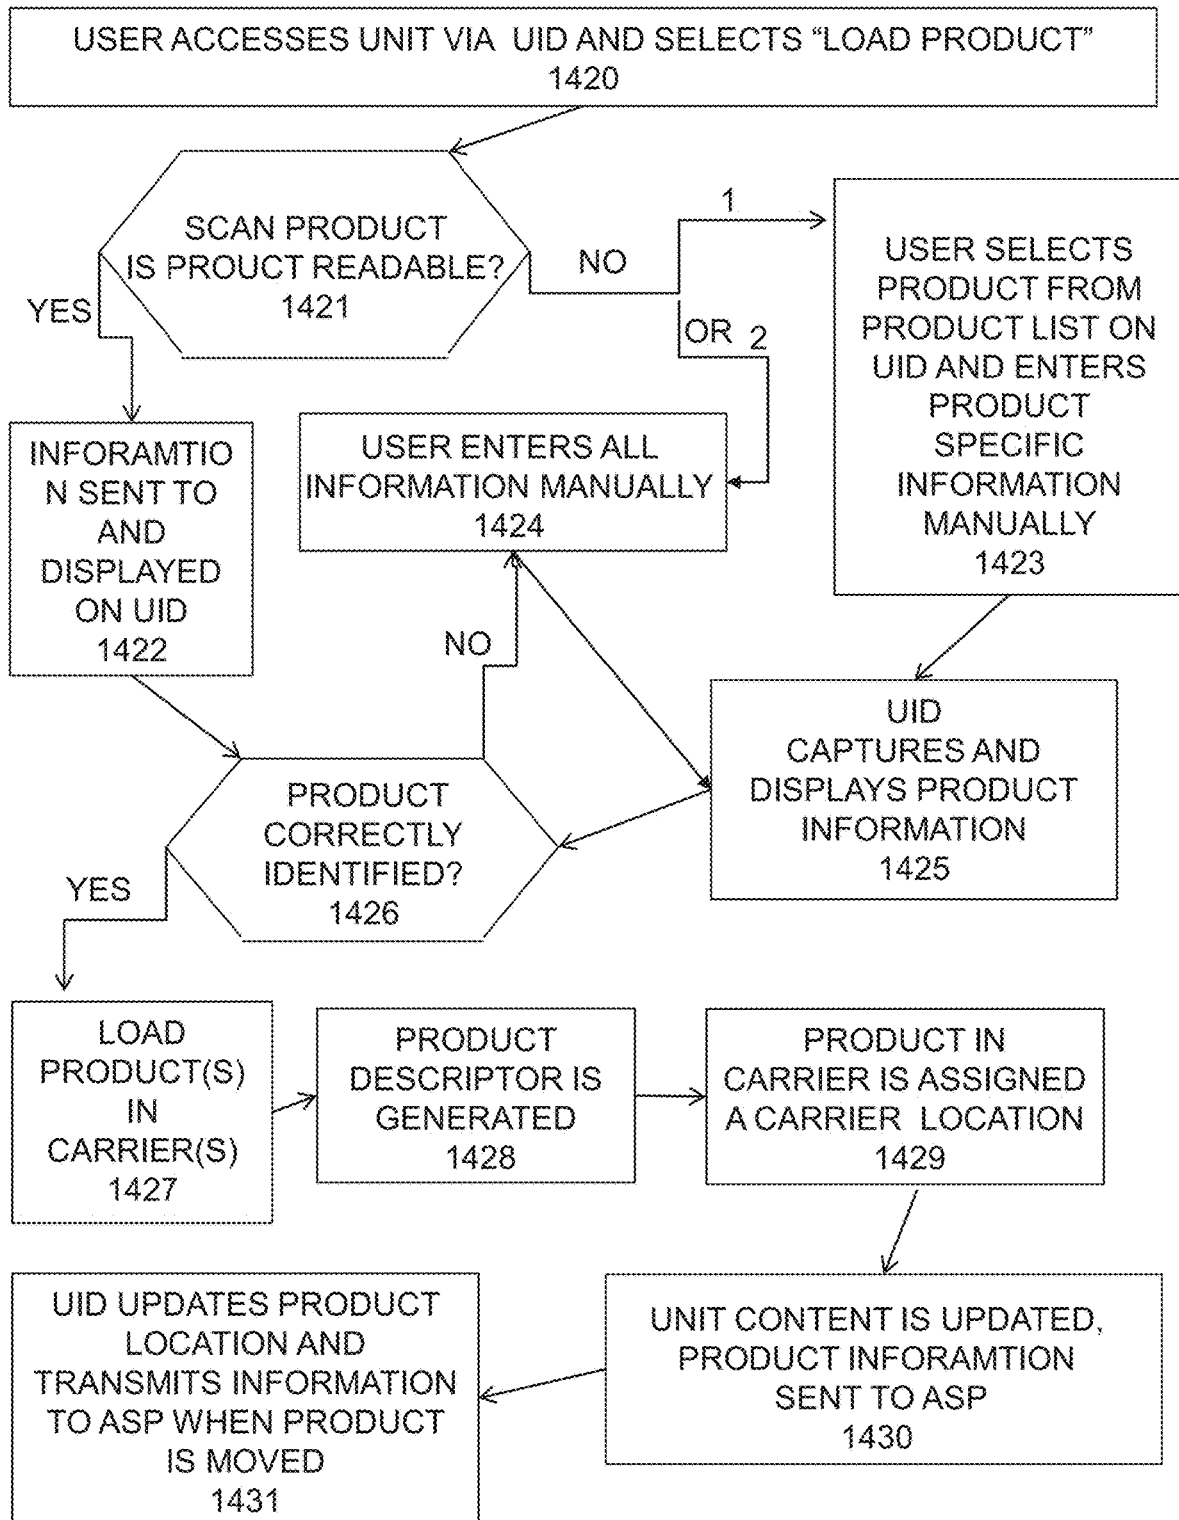 USER ACCESSES UNIT VIA UID AND SELECTS “LOAD PRODUCT”
1420
SCAN PRODUCT
IS PROUCT READABLE?
1421
YES
NO
1
OR 2
USER SELECTS
PRODUCT FROM
PRODUCT LIST ON
UID AND ENTERS
PRODUCT
SPECIFIC
INFORMATION
MANUALLY
1423
INFORAMTIO
N SENT TO
AND
DISPLAYED
ON UID
1422
USER ENTERS ALL
INFORMATION MANUALLY
1424
NO
UID
CAPTURES AND
DISPLAYS PRODUCT
INFORMATION
1425
PRODUCT
CORRECTLY
IDENTIFIED?
1426
YES
LOAD
PRODUCT(S)
IN
CARRIER(S)
1427
PRODUCT
DESCRIPTOR IS
GENERATED
1428
PRODUCT IN
CARRIER IS ASSIGNED
A CARRIER LOCATION
1429
UNIT CONTENT IS UPDATED,
PRODUCT INFORAMTION
SENT TO ASP
1430
UID UPDATES PRODUCT
LOCATION AND
TRANSMITS INFORMATION
TO ASP WHEN PRODUCT
IS MOVED
1431